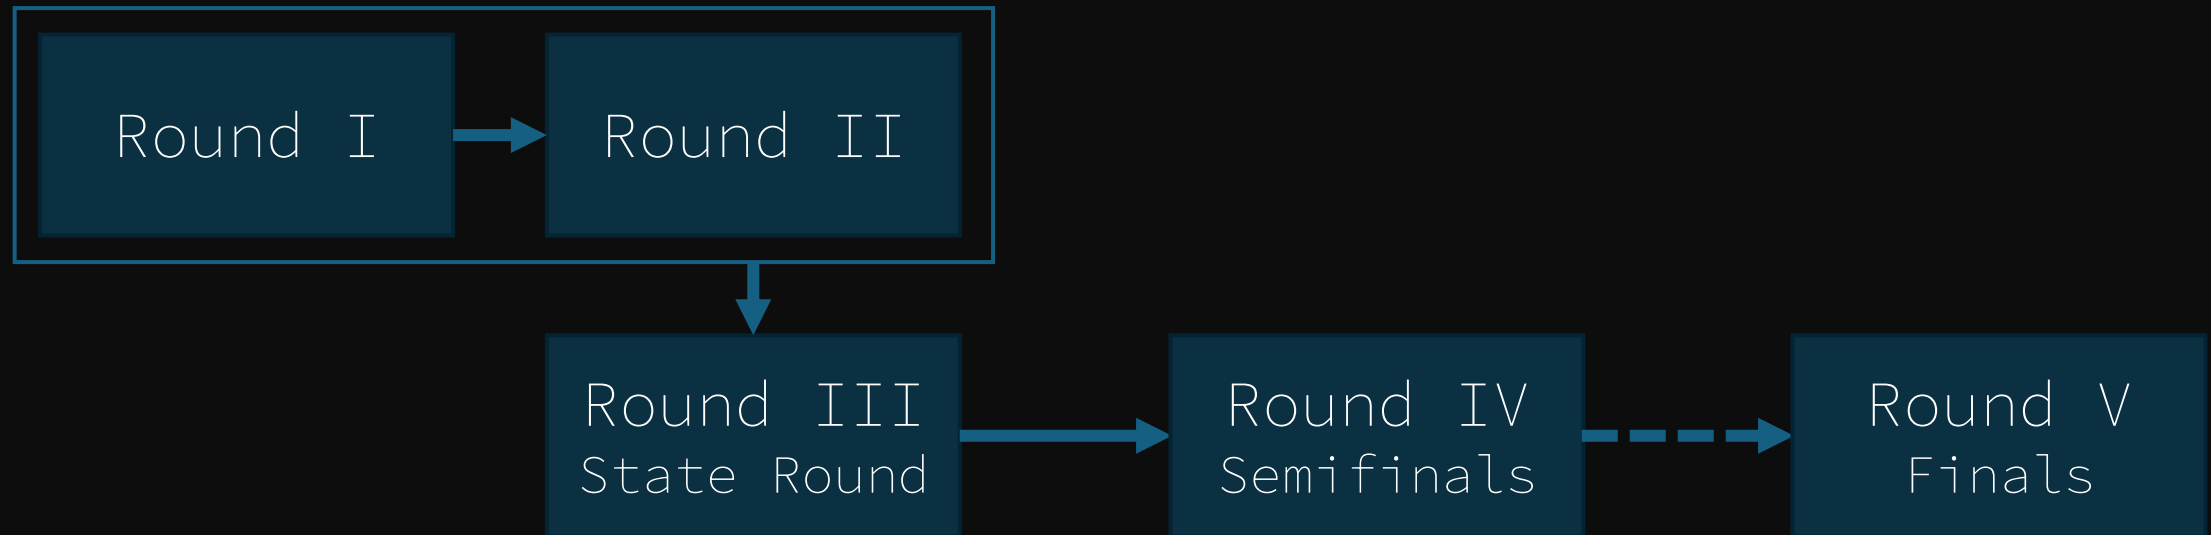 Round I
Round II
Round III
State Round
Round IV
Semifinals
Round V
Finals